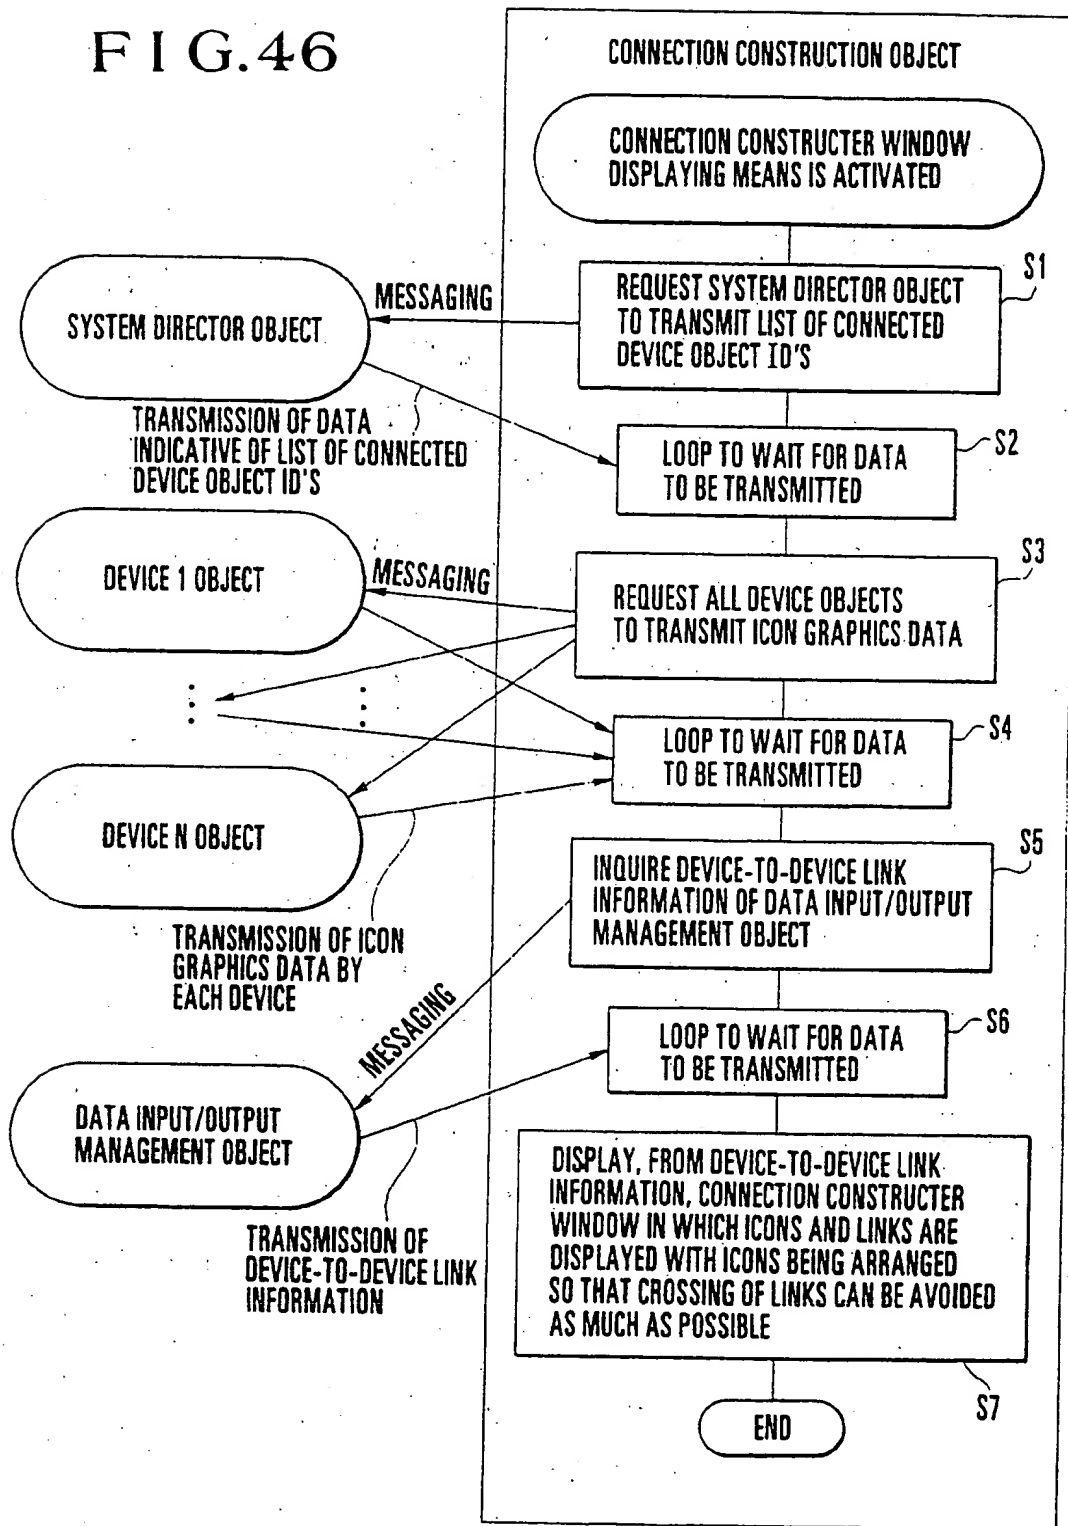 FIG.46
CONNECTION CONSTRUCTION OBJECT
CONNECTION CONSTRUCTER WINDOW
DISPLAYING MEANS IS ACTIVATED
S1
REQUEST SYSTEM DIRECTOR OBJECT
TO TRANSMIT LIST OF CONNECTED
DEVICE OBJECT ID'S
MESSAGING
SYSTEM DIRECTOR OBJECT
TRANSMISSION OF DATA
INDICATIVE OF LIST OF CONNECTED
DEVICE OBJECT ID'S
S2
LOOP TO WAIT FOR DATA
TO BE TRANSMITTED
S3
REQUEST ALL DEVICE OBJECTS
TO TRANSMIT ICON GRAPHICS DATA
MESSAGING
DEVICE 1 OBJECT
S4
LOOP TO WAIT FOR DATA
TO BE TRANSMITTED
DEVICE N OBJECT
TRANSMISSION OF ICON
GRAPHICS DATA BY
EACH DEVICE
S5
INQUIRE DEVICE-TO-DEVICE LINK
INFORMATION OF DATA INPUT/OUTPUT
MANAGEMENT OBJECT
MESSAGING
S6
LOOP TO WAIT FOR DATA
TO BE TRANSMITTED
DATA INPUT/OUTPUT
MANAGEMENT OBJECT
TRANSMISSION OF
DEVICE-TO-DEVICE LINK
INFORMATION
DISPLAY, FROM DEVICE-TO-DEVICE LINK
INFORMATION, CONNECTION CONSTRUCTER
WINDOW IN WHICH ICONS AND LINKS ARE
DISPLAYED WITH ICONS BEING ARRANGED
SO THAT CROSSING OF LINKS CAN BE AVOIDED
AS MUCH AS POSSIBLE
S7
END